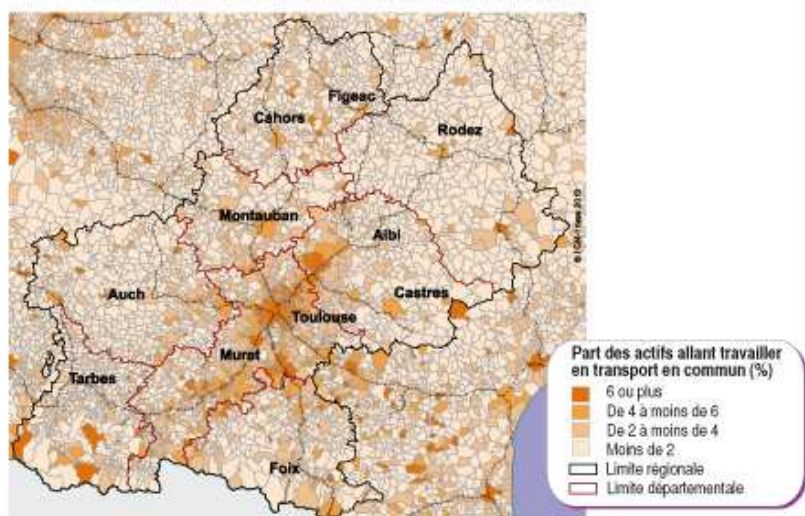 Figeac
Cahors
Rodez
Montauban
Albi
Auch
Castres
Toulouse
Muret
Tarbes
Foix
Part des actifs allant travailler
en transport en commun (%)
6 ou plus
De 4 à moins de 6
De 2 à moins de 4
Moins de 2
Limite régionale
Limite départementale